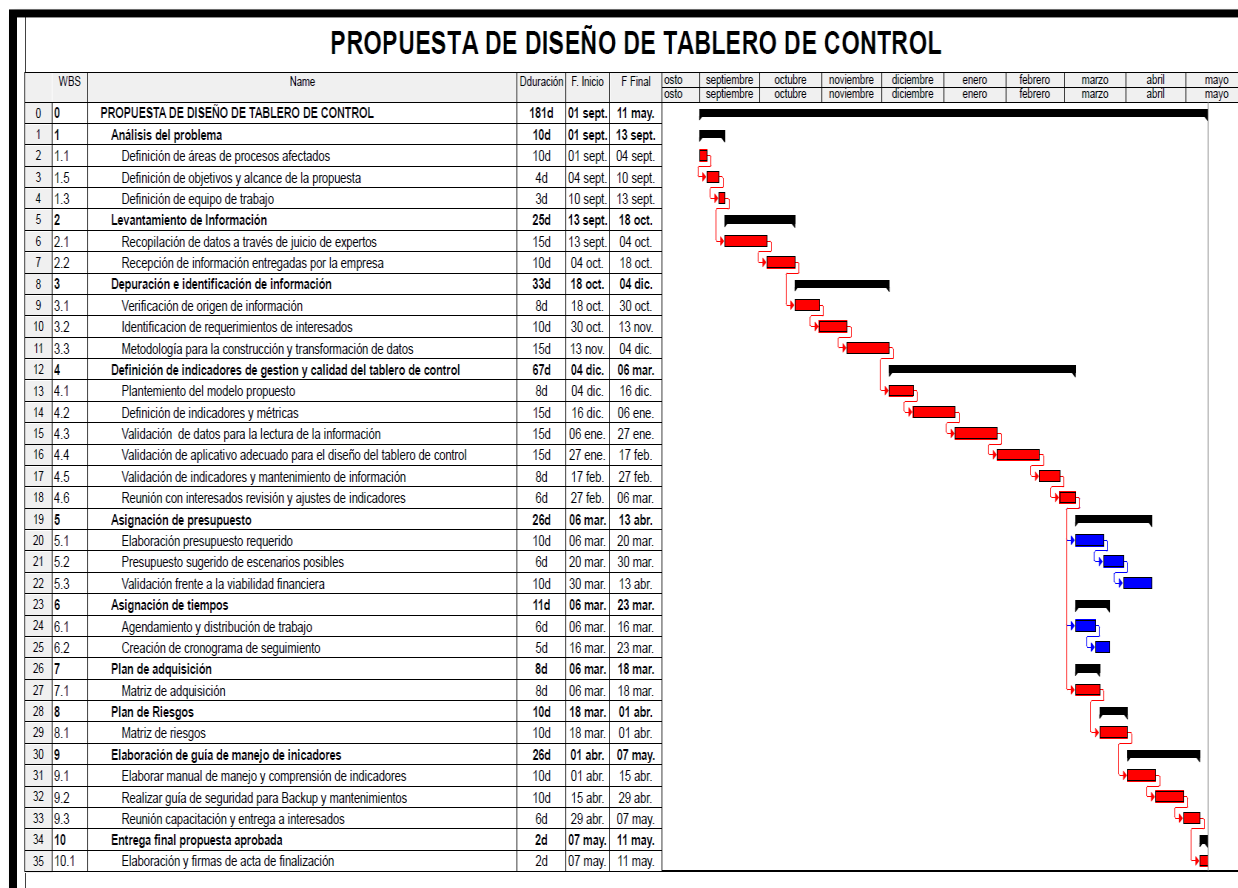 PROPUESTA DE DISEÑO DE TABLERO DE CONTROL
WBS Name Dduración F. Inicio F Final osto septiembre octubre noviembre diciembre enero febrero marzo abril mayo
osto septiembre octubre noviembre diciembre enero febrero marzo abril mayo
0 0 PROPUESTA DE DISEÑO DE TABLERO DE CONTROL 181d 01 sept. 11 may.
1 1 Análisis del problema 10d 01 sept. 13 sept.
2 1.1 Definición de áreas de procesos afectados 10d 01 sept. 04 sept.
3 1.5 Definición de objetivos y alcance de la propuesta 4d 04 sept. 10 sept.
4 1.3 Definición de equipo de trabajo 3d 10 sept. 13 sept.
5 2 Levantamiento de Información 25d 13 sept. 18 oct.
6 2.1 Recopilación de datos a través de juicio de expertos 15d 13 sept. 04 oct.
7 2.2 Recepción de información entregadas por la empresa 10d 04 oct. 18 oct.
8 3 Depuración e identificación de información 33d 18 oct. 04 dic.
9 3.1 Verificación de origen de información 8d 18 oct. 30 oct.
10 3.2 Identificacion de requerimientos de interesados 10d 30 oct. 13 nov.
11 3.3 Metodología para la construcción y transformación de datos 15d 13 nov. 04 dic.
12 4 Definición de indicadores de gestion y calidad del tablero de control 67d 04 dic. 06 mar.
13 4.1 Plantemiento del modelo propuesto 8d 04 dic. 16 dic.
14 4.2 Definición de indicadores y métricas 15d 16 dic. 06 ene.
15 4.3 Validación de datos para la lectura de la información 15d 06 ene. 27 ene.
16 4.4 Validación de aplicativo adecuado para el diseño del tablero de control 15d 27 ene. 17 feb.
17 4.5 Validación de indicadores y mantenimiento de información 8d 17 feb. 27 feb.
18 4.6 Reunión con interesados revisión y ajustes de indicadores 6d 27 feb. 06 mar.
19 5 Asignación de presupuesto 26d 06 mar. 13 abr.
20 5.1 Elaboración presupuesto requerido 10d 06 mar. 20 mar.
21 5.2 Presupuesto sugerido de escenarios posibles 6d 20 mar. 30 mar.
22 5.3 Validación frente a la viabilidad financiera 10d 30 mar. 13 abr.
23 6 Asignación de tiempos 11d 06 mar. 23 mar.
24 6.1 Agendamiento y distribución de trabajo 6d 06 mar. 16 mar.
25 6.2 Creación de cronograma de seguimiento 5d 16 mar. 23 mar.
26 7 Plan de adquisición 8d 06 mar. 18 mar.
27 7.1 Matriz de adquisición 8d 06 mar. 18 mar.
28 8 Plan de Riesgos 10d 18 mar. 01 abr.
29 8.1 Matriz de riesgos 10d 18 mar. 01 abr.
30 9 Elaboración de guía de manejo de inicadores 26d 01 abr. 07 may.
31 9.1 Elaborar manual de manejo y comprensión de indicadores 10d 01 abr. 15 abr.
32 9.2 Realizar guía de seguridad para Backup y mantenimientos 10d 15 abr. 29 abr.
33 9.3 Reunión capacitación y entrega a interesados 6d 29 abr. 07 may.
34 10 Entrega final propuesta aprobada 2d 07 may. 11 may.
35 10.1 Elaboración y firmas de acta de finalización 2d 07 may. 11 may.